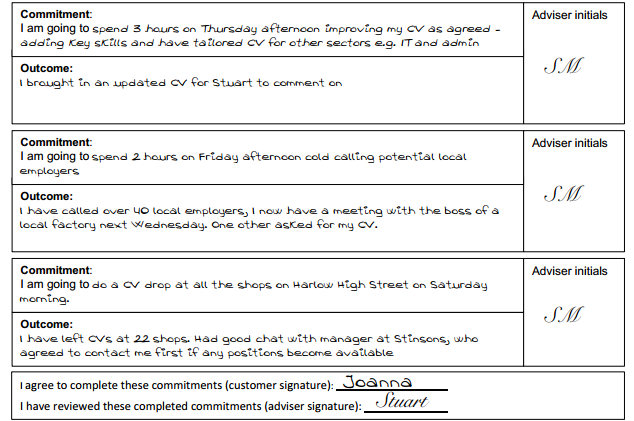 Commitment:
Adviser initials
I am going to spend 3 hours on Thursday afternoon improving my CV as agreed -
adding Key Skills and have tailored CV for other sectors e.g. IT and admin
SM
Outcome:
I brought in an updated CV for Stuart to comment on
Commitment:
Adviser initials
I am going to spend 2 hours on Friday afternoon cold calling potential local
employers
SM
Outcome:
I have called over 40 local employers, I now have a meeting with the boss of a
local factory next Wednesday. One other asked for my CV.
Commitment:
Adviser initials
I am going to do a CV drop at all the shops on Harlow High Street on Saturday
morning.
SM
Outcome:
I have left CVs at 22 shops. Had good chat with manager at Stinsons, who
agreed to contact me first if any positions become available
I agree to complete these commitments (customer signature): Joanna
I have reviewed these completed commitments (adviser signature): Stuart